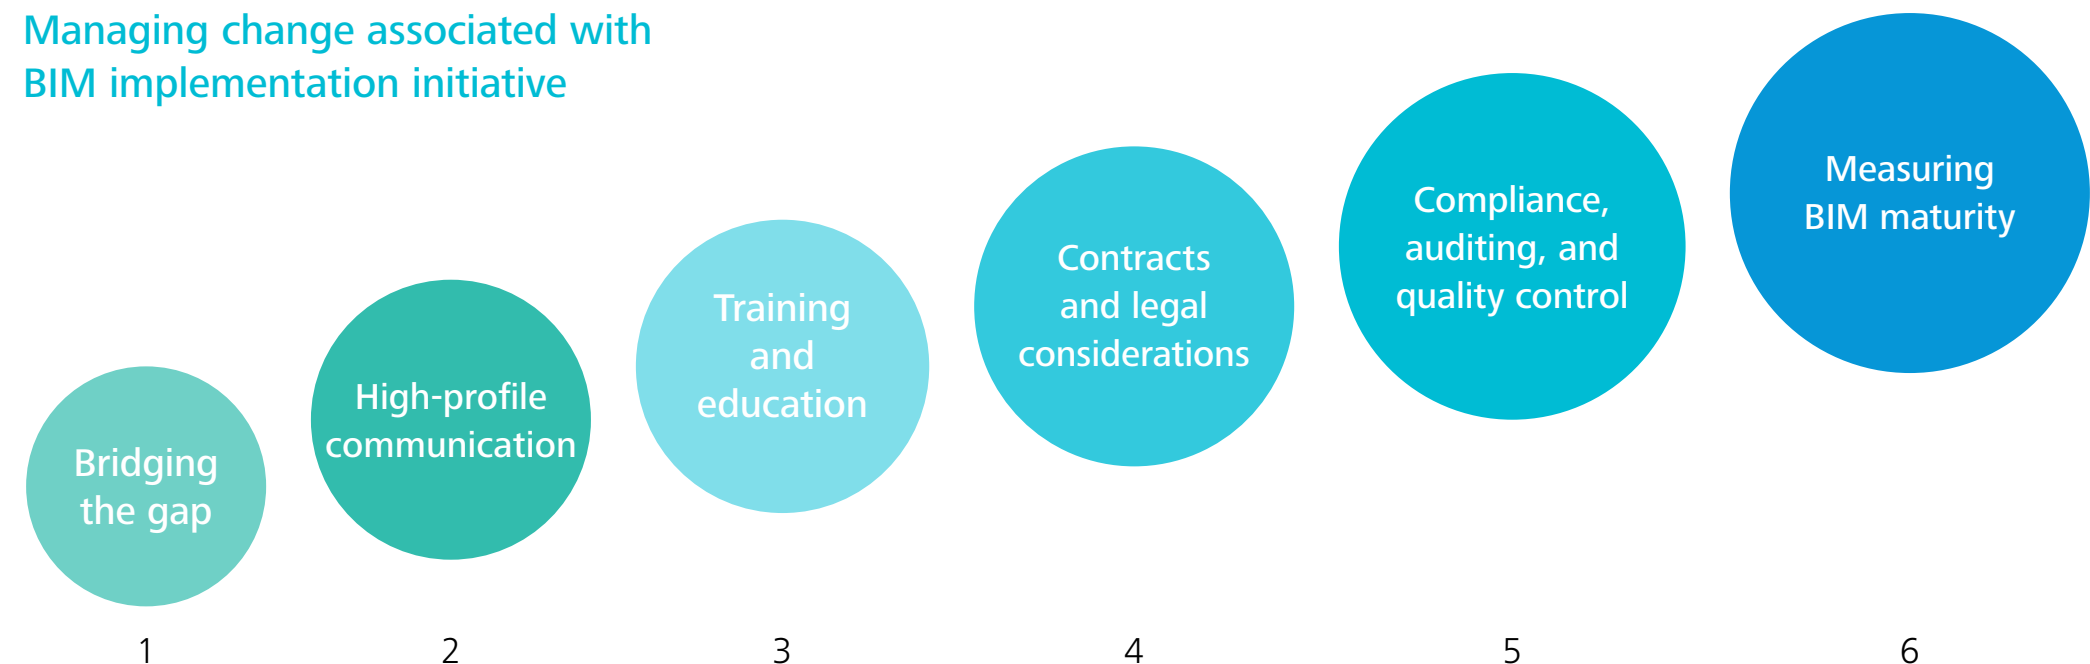 Managing change associated with
BIM implementation initiative
Bridging
the gap
High-profile
communication
Training
and
education
Contracts
and legal
considerations
Compliance,
auditing, and
quality control
Measuring
BIM maturity
1
2
3
4
5
6